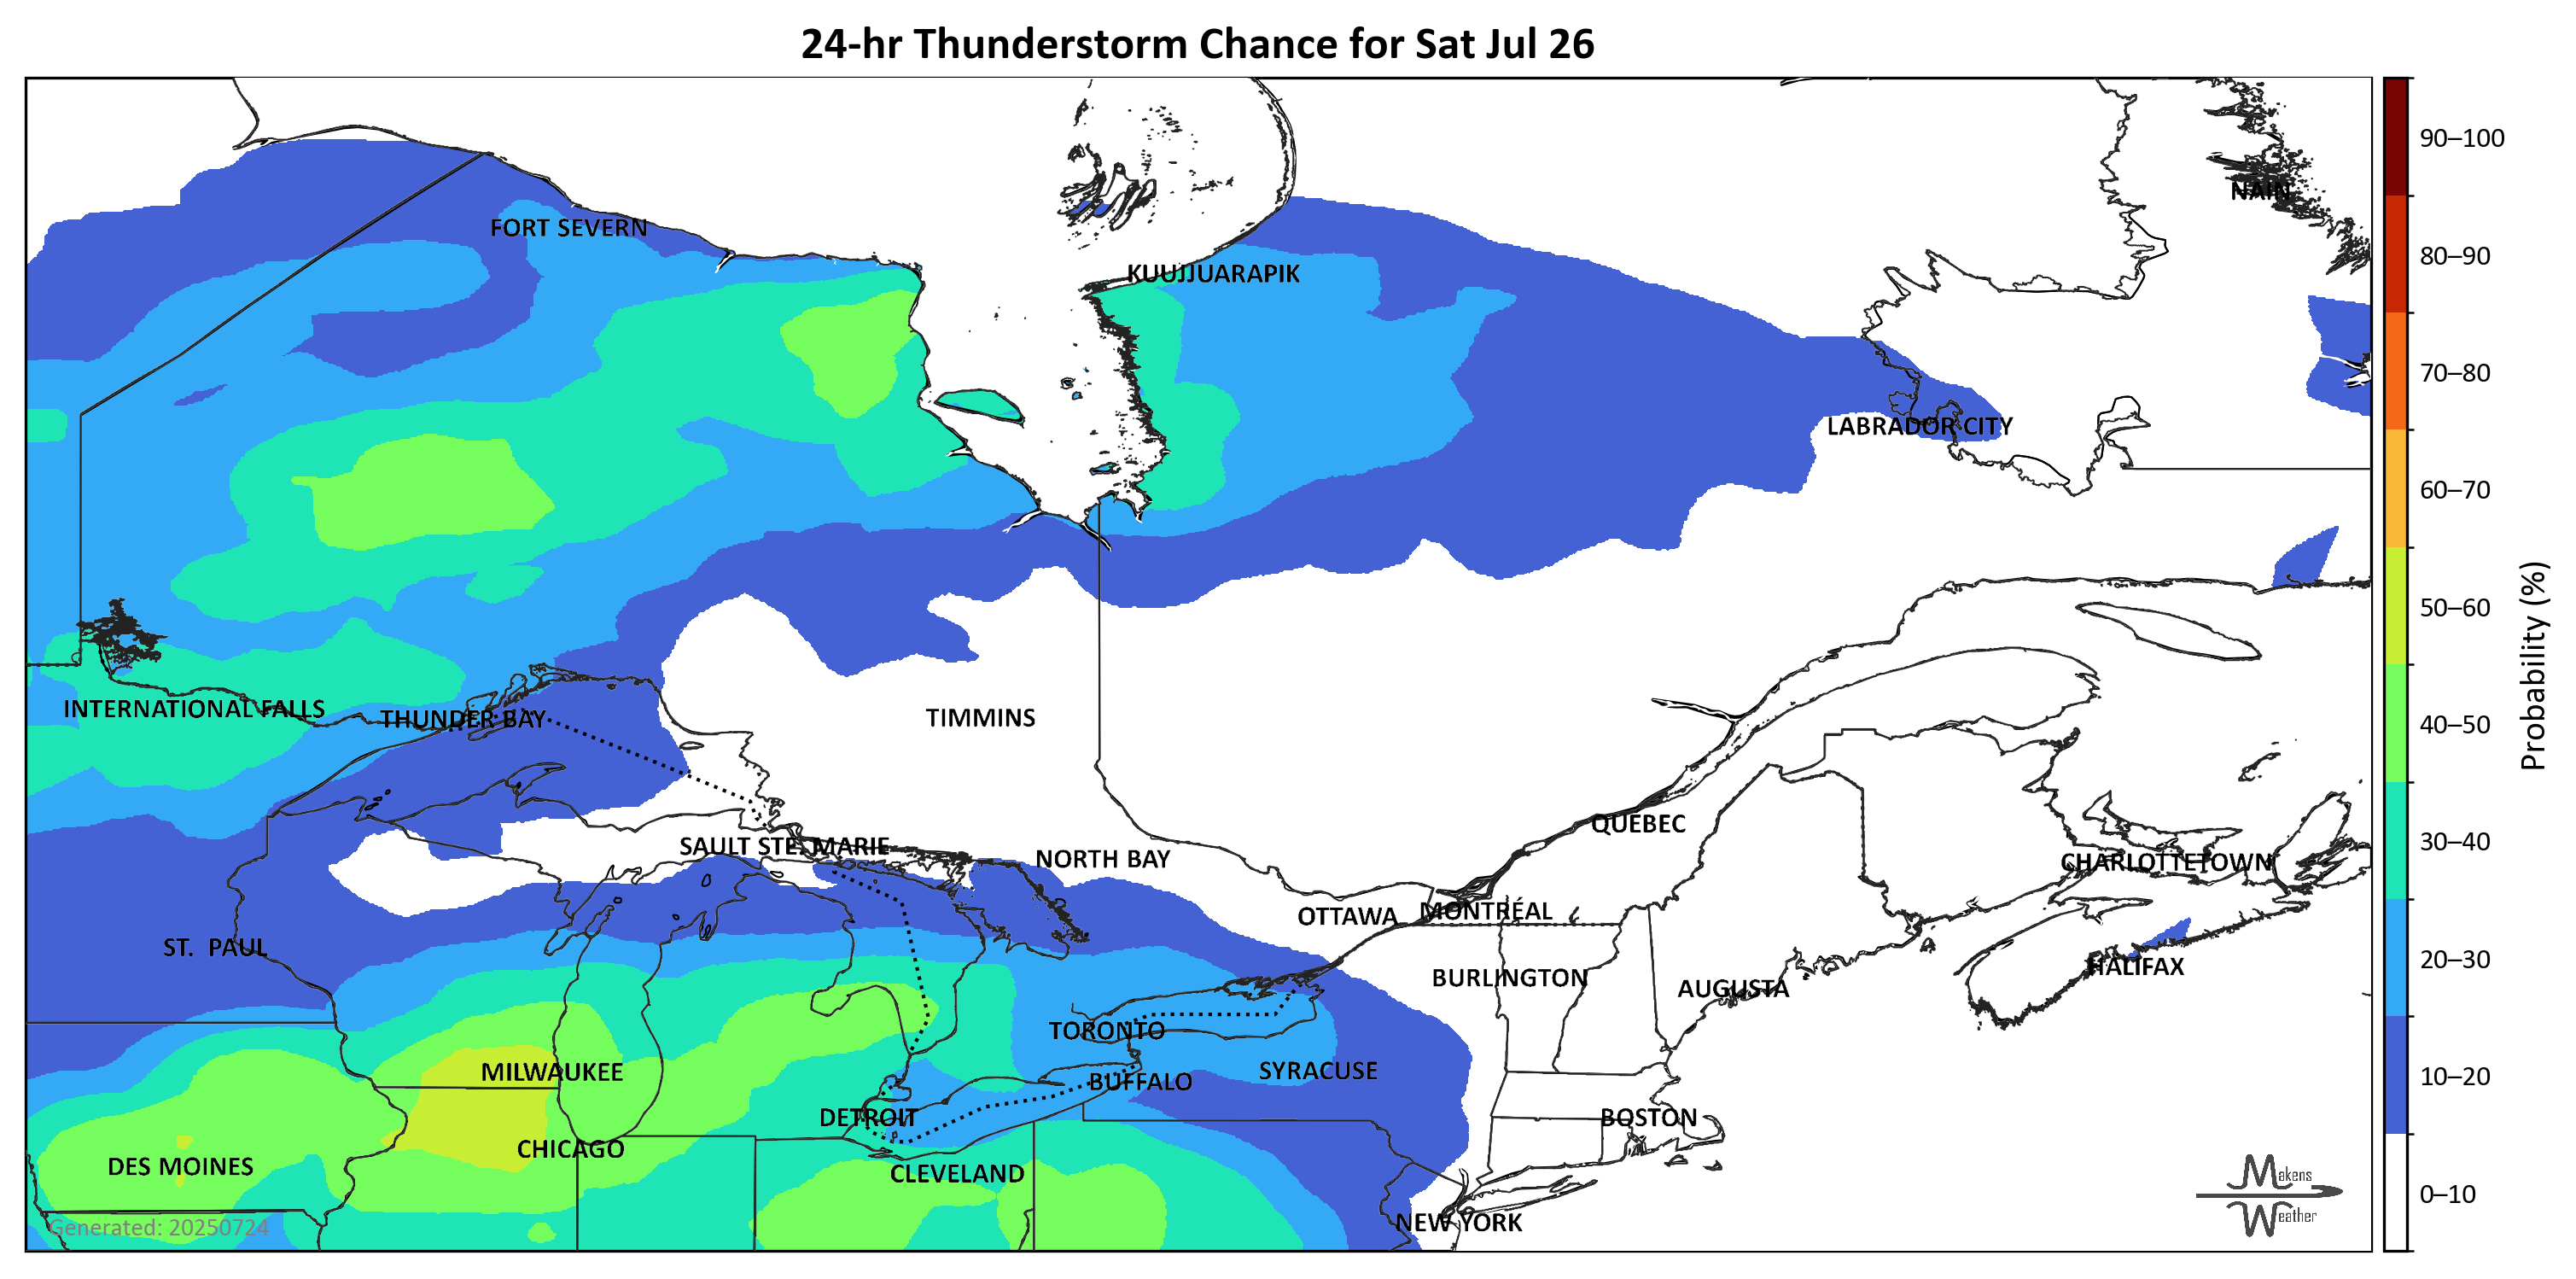 24-hr Thunderstorm Chance for Sat Jul 26
90–100
NAIN
FORT SEVERN
80–90
KUUJJUARAPIK
70–80
LABRADOR CITY
60–70
50–60
Probability (%)
INTERNATIONAL FALLS
THUNDER BAY
TIMMINS
40–50
QUEBEC
SAULT STE. MARIE
NORTH BAY
CHARLOTTETOWN
30–40
OTTAWA
MONTRÉAL
ST. PAUL
BURLINGTON
HALIFAX
20–30
AUGUSTA
TORONTO
MILWAUKEE
SYRACUSE
BUFFALO
10–20
DETROIT
BOSTON
CHICAGO
DES MOINES
CLEVELAND
Makens
Weather
0–10
Generated: 20250724
NEW YORK